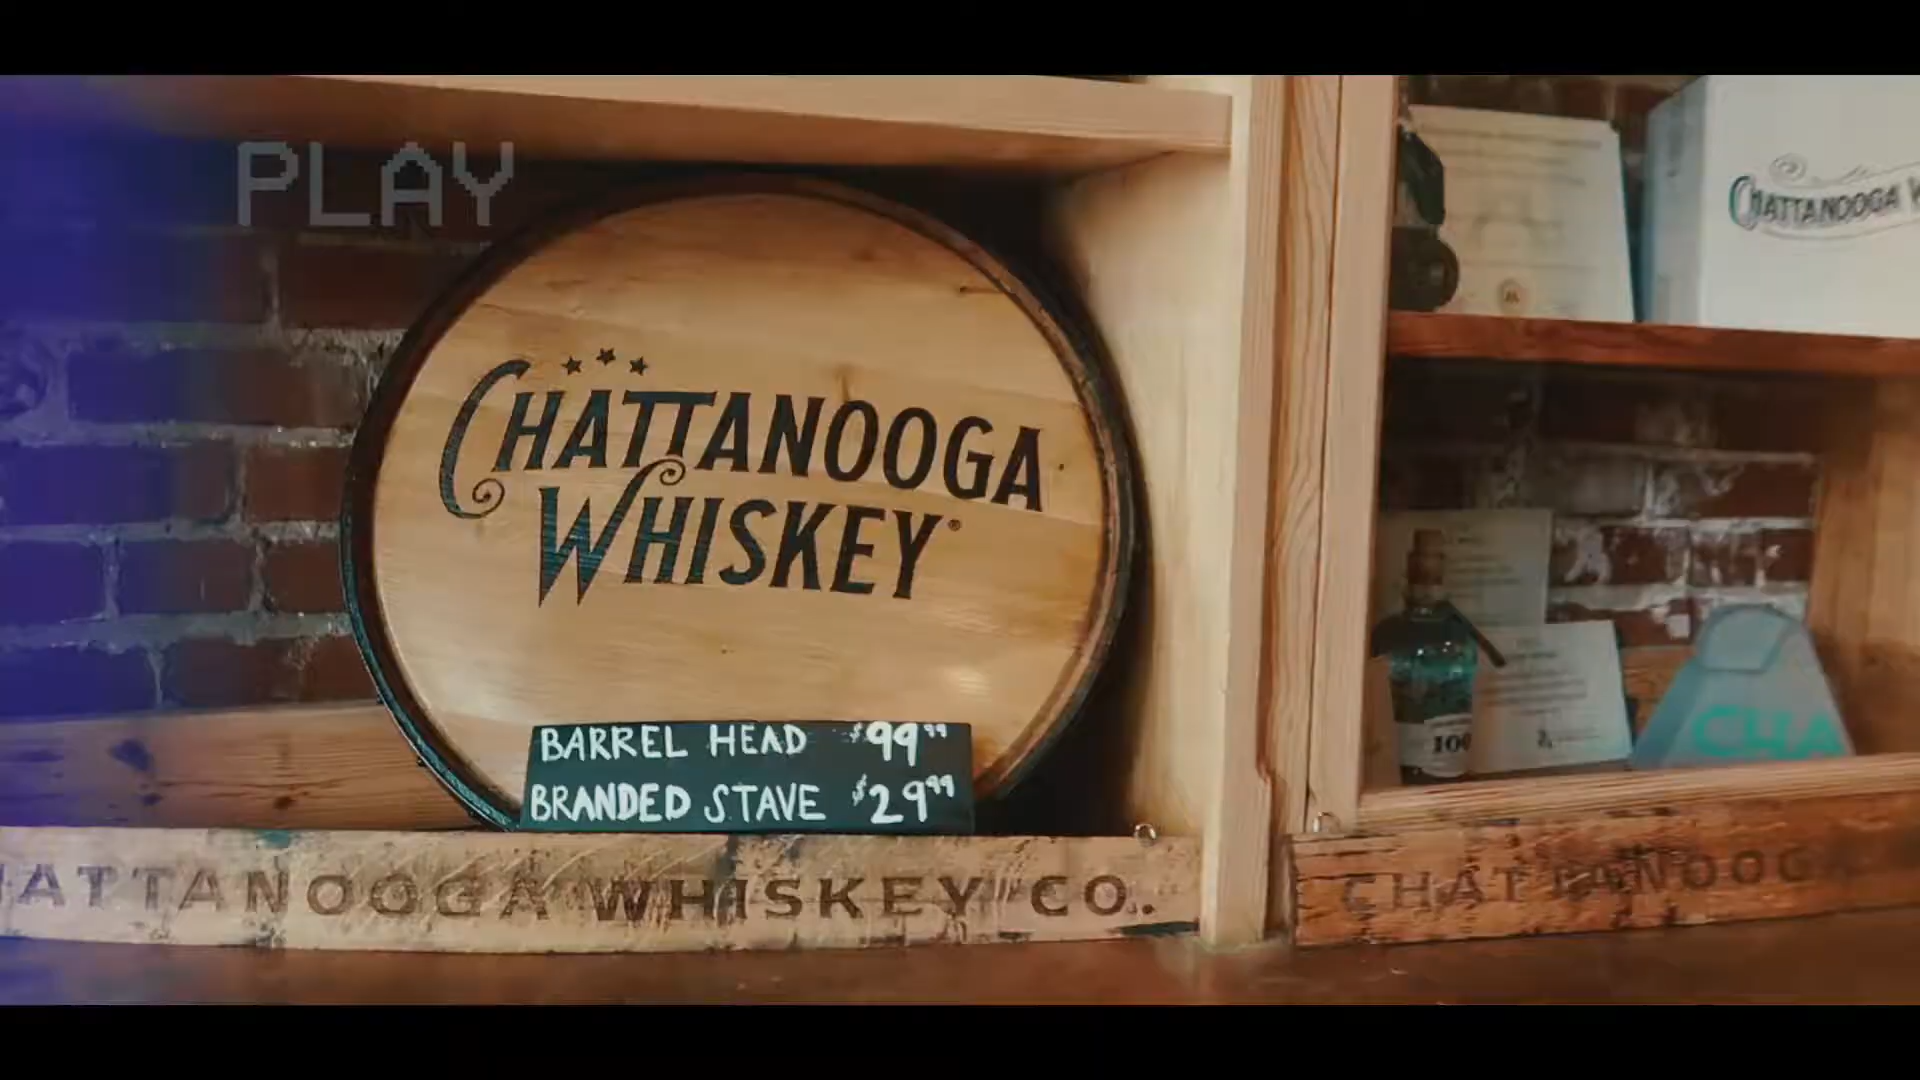 PLAY
CHATTANOOGA
WHISKEY®
BARREL HEAD $99.99
BRANDED STAVE $29.99
HATTANOOGA WHISKEY CO.
CHATTANOOGA
CHATTANOOGA
100
CHA